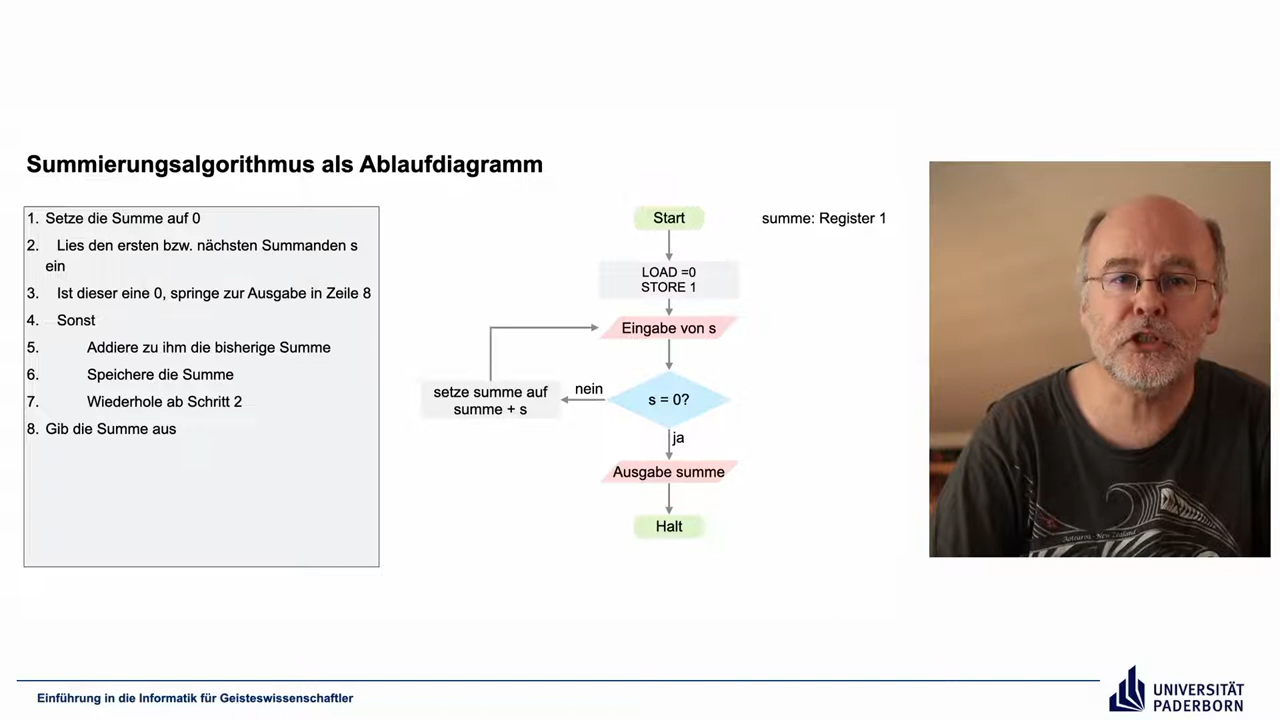 Summierungsalgorithmus als Ablaufdiagramm
1. Setze die Summe auf 0
2. Lies den ersten bzw. nächsten Summanden s
ein
3. Ist dieser eine 0, springe zur Ausgabe in Zeile 8
4. Sonst
5. Addiere zu ihm die bisherige Summe
6. Speichere die Summe
7. Wiederhole ab Schritt 2
8. Gib die Summe aus
Start
summe: Register 1
LOAD =0
STORE 1
Eingabe von s
setze summe auf
summe + s
nein
s = 0?
ja
Ausgabe summe
Halt
Aotearoa - New Zealand
Einführung in die Informatik für Geisteswissenschaftler
UNIVERSITÄT
PADERBORN